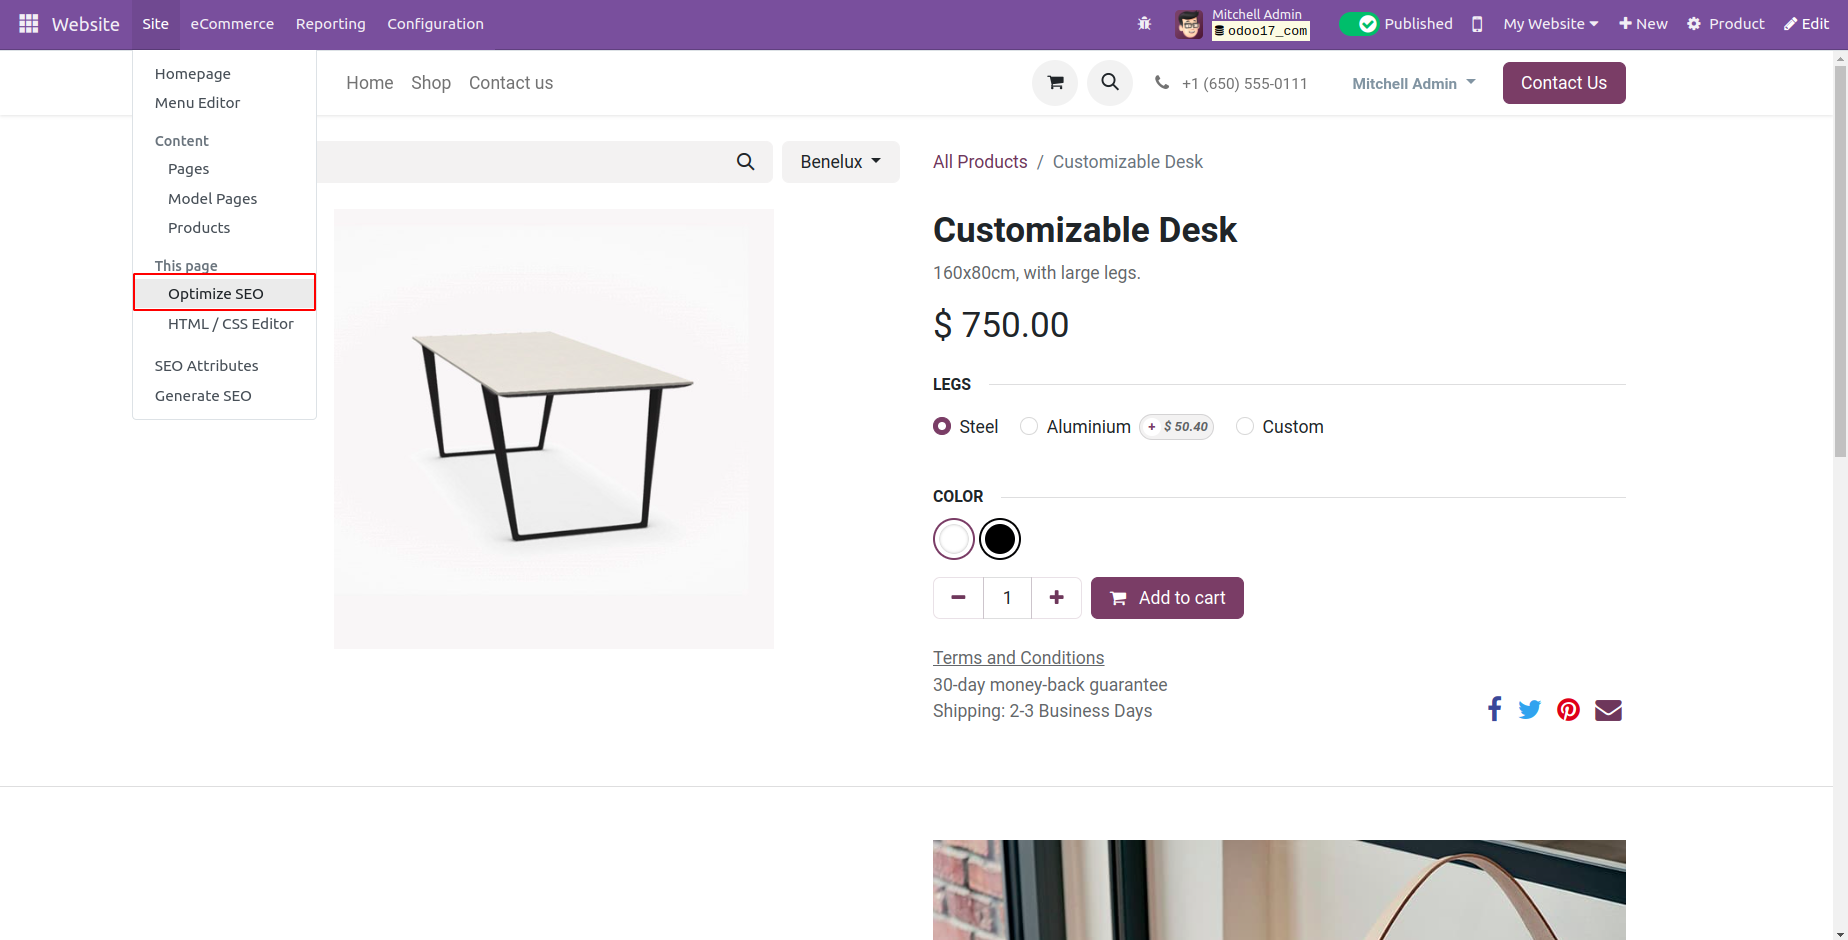 Website Site eCommerce Reporting Configuration Mitchell Admin Published My Website New Product Edit
odoo17_com
Homepage
Menu Editor
Content
Pages
Model Pages
Products
This page
Optimize SEO
HTML / CSS Editor
SEO Attributes
Generate SEO
Home Shop Contact us +1 (650) 555-0111 Mitchell Admin Contact Us
Benelux
All Products / Customizable Desk
Customizable Desk
160x80cm, with large legs.
$ 750.00
LEGS
Steel Aluminium + $ 50.40 Custom
COLOR
1 Add to cart
Terms and Conditions
30-day money-back guarantee
Shipping: 2-3 Business Days